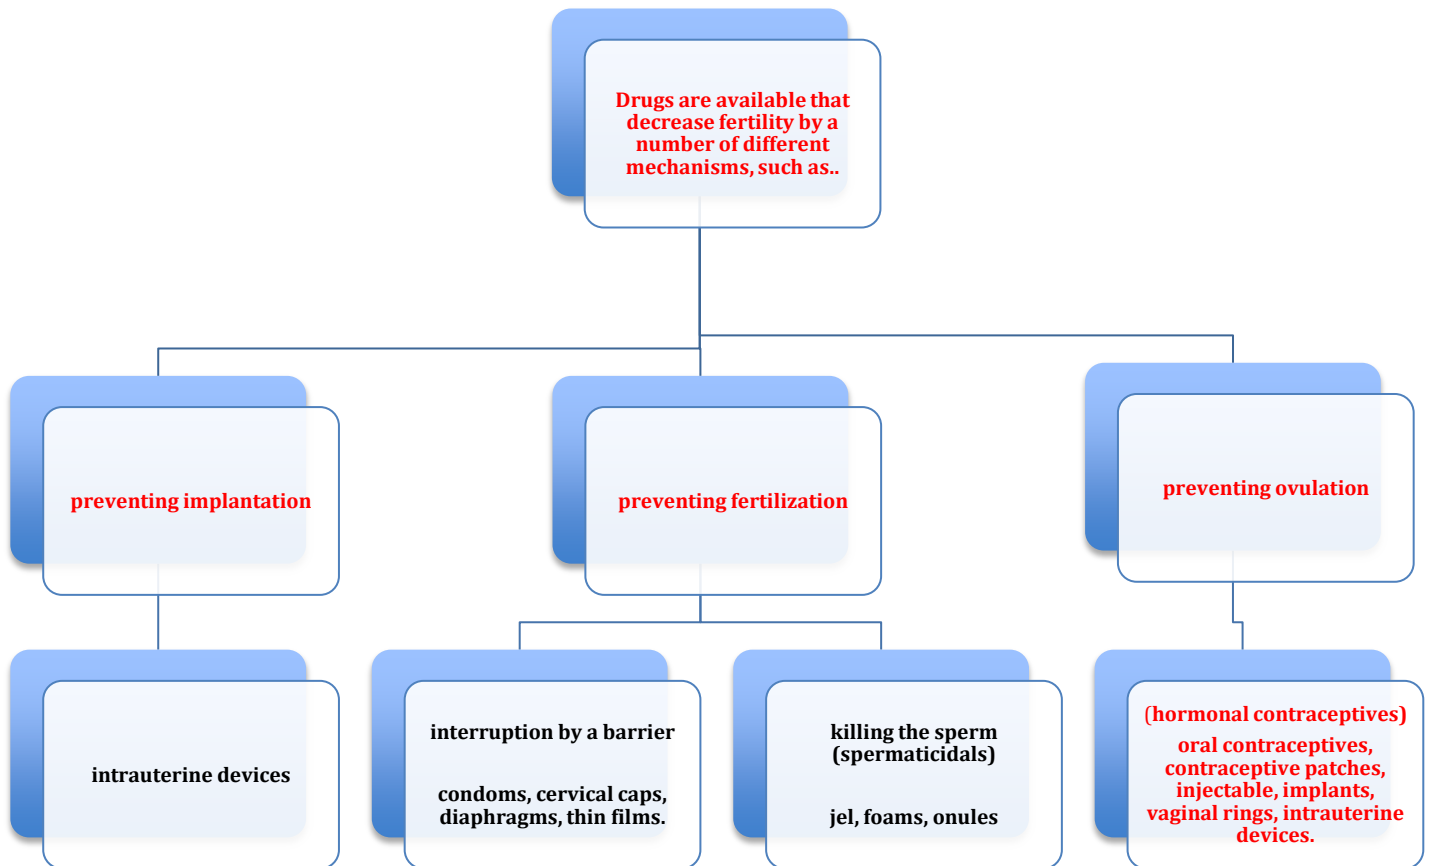 Drugs are available that
decrease fertility by a
number of different
mechanisms, such as..
preventing implantation
preventing fertilization
preventing ovulation
intrauterine devices
interruption by a barrier
condoms, cervical caps,
diaphragms, thin films.
killing the sperm
(spermaticidals)
jel, foams, onules
(hormonal contraceptives)
oral contraceptives,
contraceptive patches,
injectable, implants,
vaginal rings, intrauterine
devices.